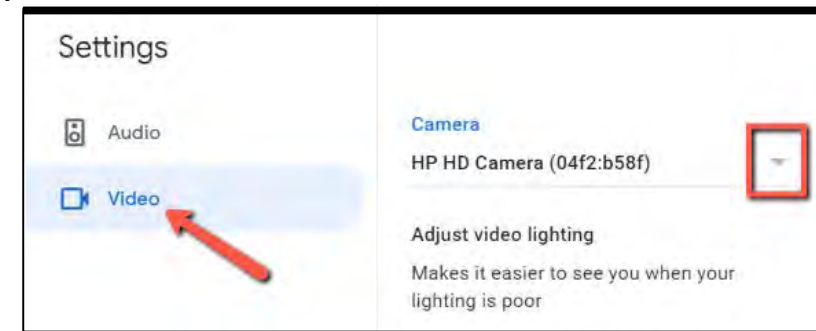 Settings
Audio
Video
Camera
HP HD Camera (04f2:b58f)
Adjust video lighting
Makes it easier to see you when your
lighting is poor